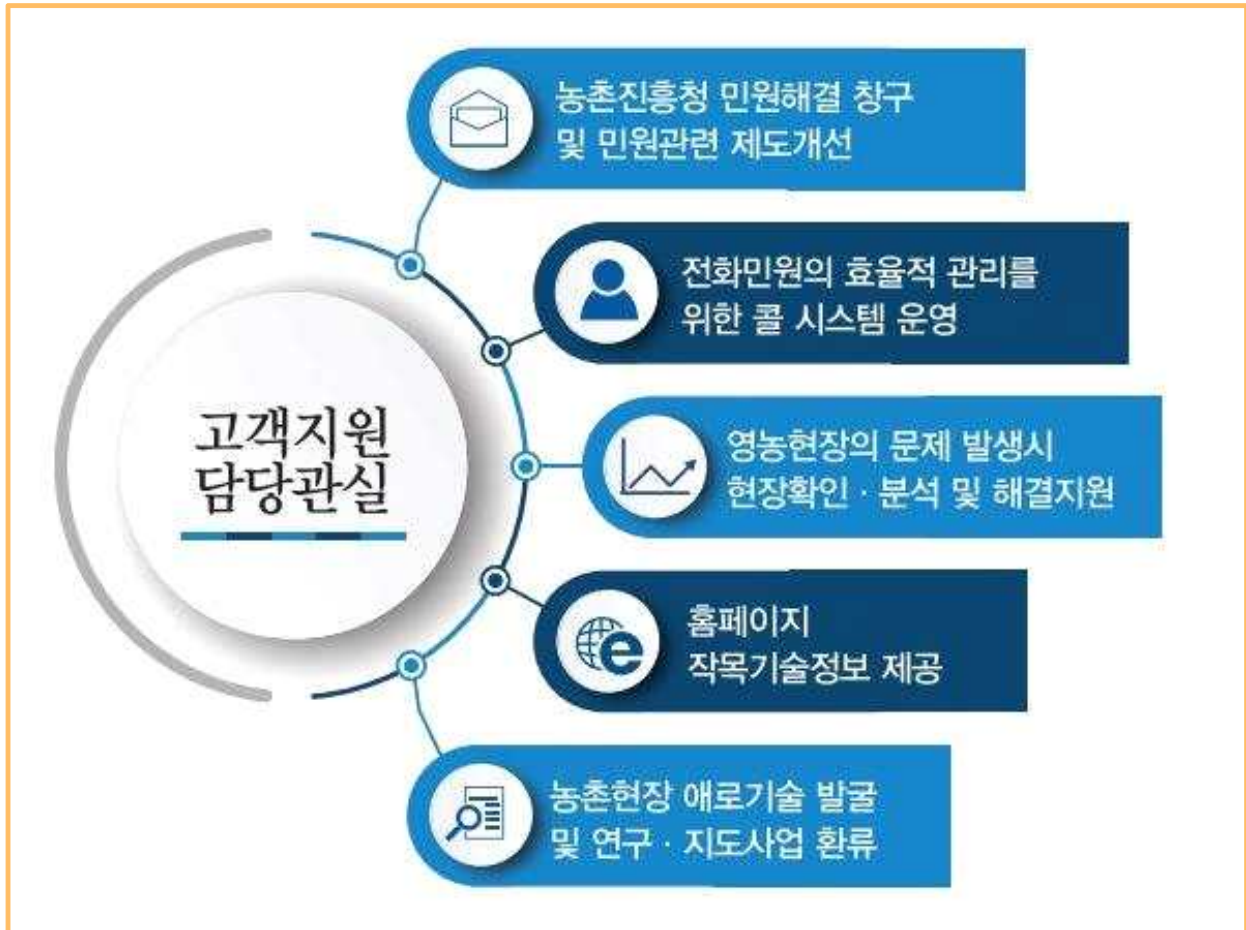 농촌진흥청 민원해결 창구
및 민원관련 제도개선
전화민원의 효율적 관리를
위한 콜 시스템 운영
고객지원
담당관실
영농현장의 문제 발생시
현장확인 · 분석 및 해결지원
홈페이지
작목기술정보 제공
농촌현장 애로기술 발굴
및 연구 · 지도사업 환류